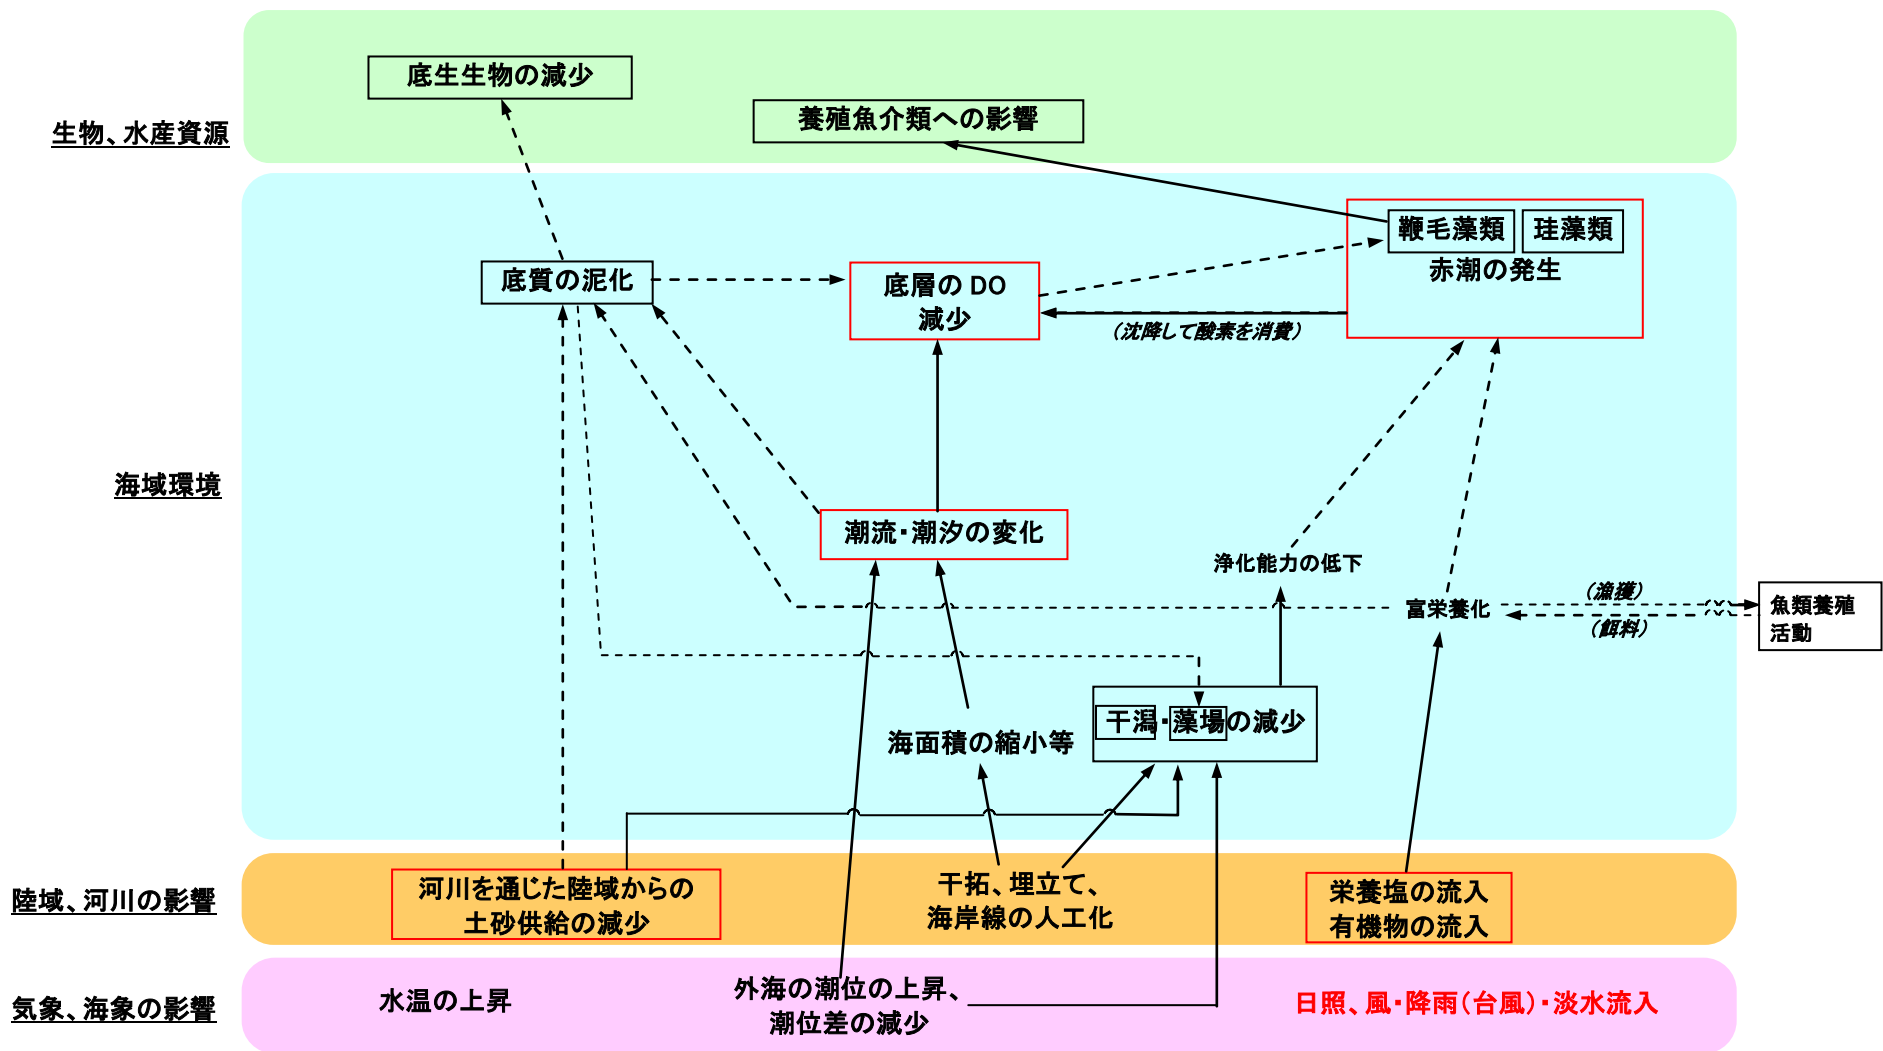 底生生物の減少
養殖魚介類への影響
生物、水産資源
鞭毛藻類
珪藻類
赤潮の発生
底質の泥化
底層の DO
減少
（沈降して酸素を消費）
海域環境
潮流・潮汐の変化
浄化能力の低下
富栄養化
（漁獲）
（餌料）
魚類養殖
活動
干潟・藻場の減少
海面積の縮小等
陸域、河川の影響
河川を通じた陸域からの
土砂供給の減少
干拓、埋立て、
海岸線の人工化
栄養塩の流入
有機物の流入
気象、海象の影響
水温の上昇
外海の潮位の上昇、
潮位差の減少
日照、風・降雨（台風）・淡水流入